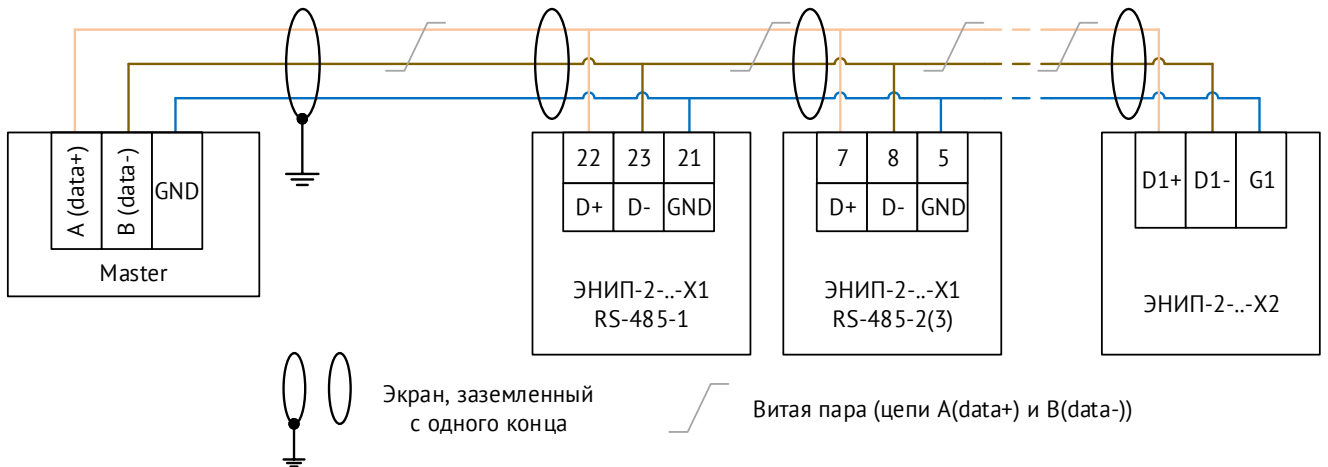 A (data+)
B (data-)
GND
Master
22 23 21
D+ D- GND
ЭНИП-2-..-X1
RS-485-1
7 8 5
D+ D- GND
ЭНИП-2-..-X1
RS-485-2(3)
D1+ D1- G1
ЭНИП-2-..-X2
Экран, заземленный
с одного конца
Витая пара (цепи A(data+) и B(data-))